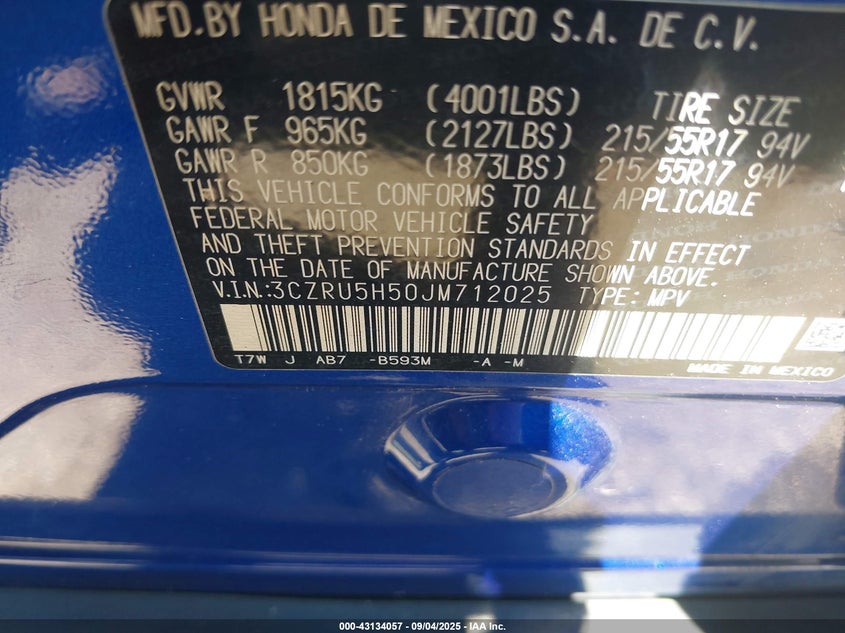 MFD.BY HONDA DE MEXICO S.A. DE C.V.
GVWR 1815KG (4001LBS) TIRE SIZE
GAWR F 965KG (2127LBS) 215/55R17 94V
GAWR R 850KG (1873LBS) 215/55R17 94V
THIS VEHICLE CONFORMS TO ALL APPLICABLE
FEDERAL MOTOR VEHICLE SAFETY
AND THEFT PREVENTION STANDARDS IN EFFECT
ON THE DATE OF MANUFACTURE SHOWN ABOVE.
V.I.N.:3CZRU5H50JM712025 TYPE: MPV
T7W J AB7 -B593M -A -M
MADE IN MEXICO
000-43134057 - 09/04/2025 - IAA Inc.